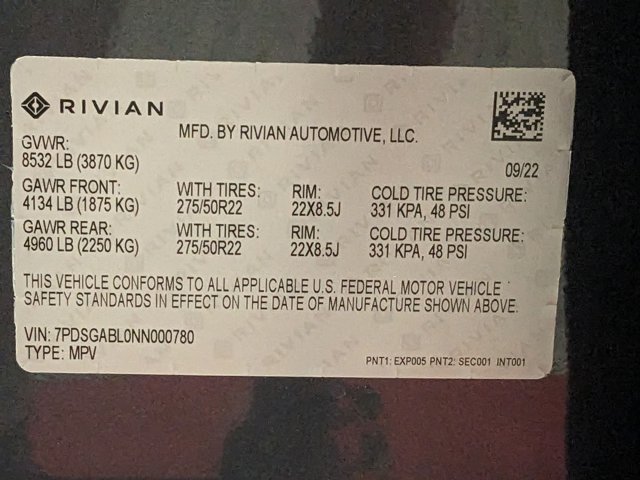 RIVIAN
MFD. BY RIVIAN AUTOMOTIVE, LLC.
GVWR:
8532 LB (3870 KG)
09/22
GAWR FRONT: WITH TIRES: RIM: COLD TIRE PRESSURE:
4134 LB (1875 KG) 275/50R22 22X8.5J 331 KPA, 48 PSI
GAWR REAR: WITH TIRES: RIM: COLD TIRE PRESSURE:
4960 LB (2250 KG) 275/50R22 22X8.5J 331 KPA, 48 PSI
THIS VEHICLE CONFORMS TO ALL APPLICABLE U.S. FEDERAL MOTOR VEHICLE
SAFETY STANDARDS IN EFFECT ON THE DATE OF MANUFACTURE SHOWN ABOVE.
VIN: 7PDSGABL0NN000780
TYPE: MPV
PNT1: EXP005 PNT2: SEC001 INT001